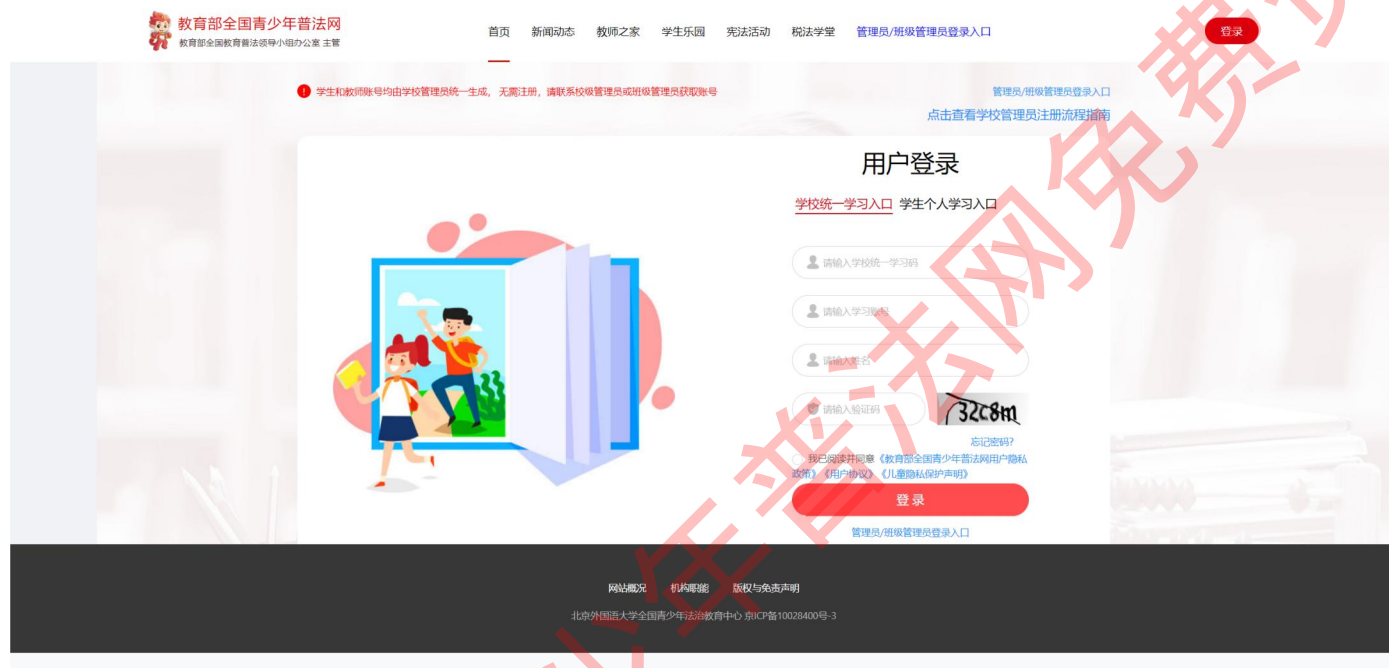 教育部全国青少年普法网
教育部全国教育普法领导小组办公室 主管
首页 新闻动态 教师之家 学生乐园 宪法活动 税法学堂 管理员/班级管理员登录入口
登录
学生和教师账号均由学校管理员统一生成， 无需注册，请联系校级管理员或班级管理员获取账号
管理员/班级管理员登录入口
点击查看学校管理员注册流程指南
用户登录
学校统一学习入口 学生个人学习入口
请输入学校统一学习码
请输入学习账号
请输入姓名
请输入验证码
32c8m
忘记密码?
我已阅读并同意《教育部全国青少年普法网用户隐私
政策》《用户协议》《儿童隐私保护声明》
登 录
管理员/班级管理员登录入口
网站概况 机构职能 版权与免责声明
北京外国语大学全国青少年法治教育中心 京ICP备10028400号-3
少年普法网免费